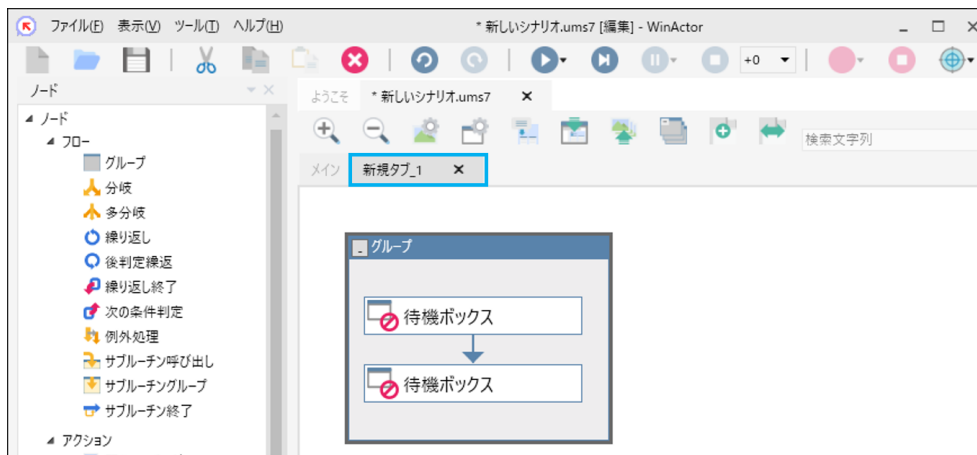 ファイル(F) 表示(V) ツール(T) ヘルプ(H) * 新しいシナリオ.ums7 [編集] - WinActor
+0
ノード
ようこそ * 新しいシナリオ.ums7
ノード
フロー
グループ
分岐
多分岐
繰り返し
後判定繰返
繰り返し終了
次の条件判定
例外処理
サブルーチン呼び出し
サブルーチングループ
サブルーチン終了
アクション
検索文字列
メイン 新規タブ_1
グループ
待機ボックス
待機ボックス